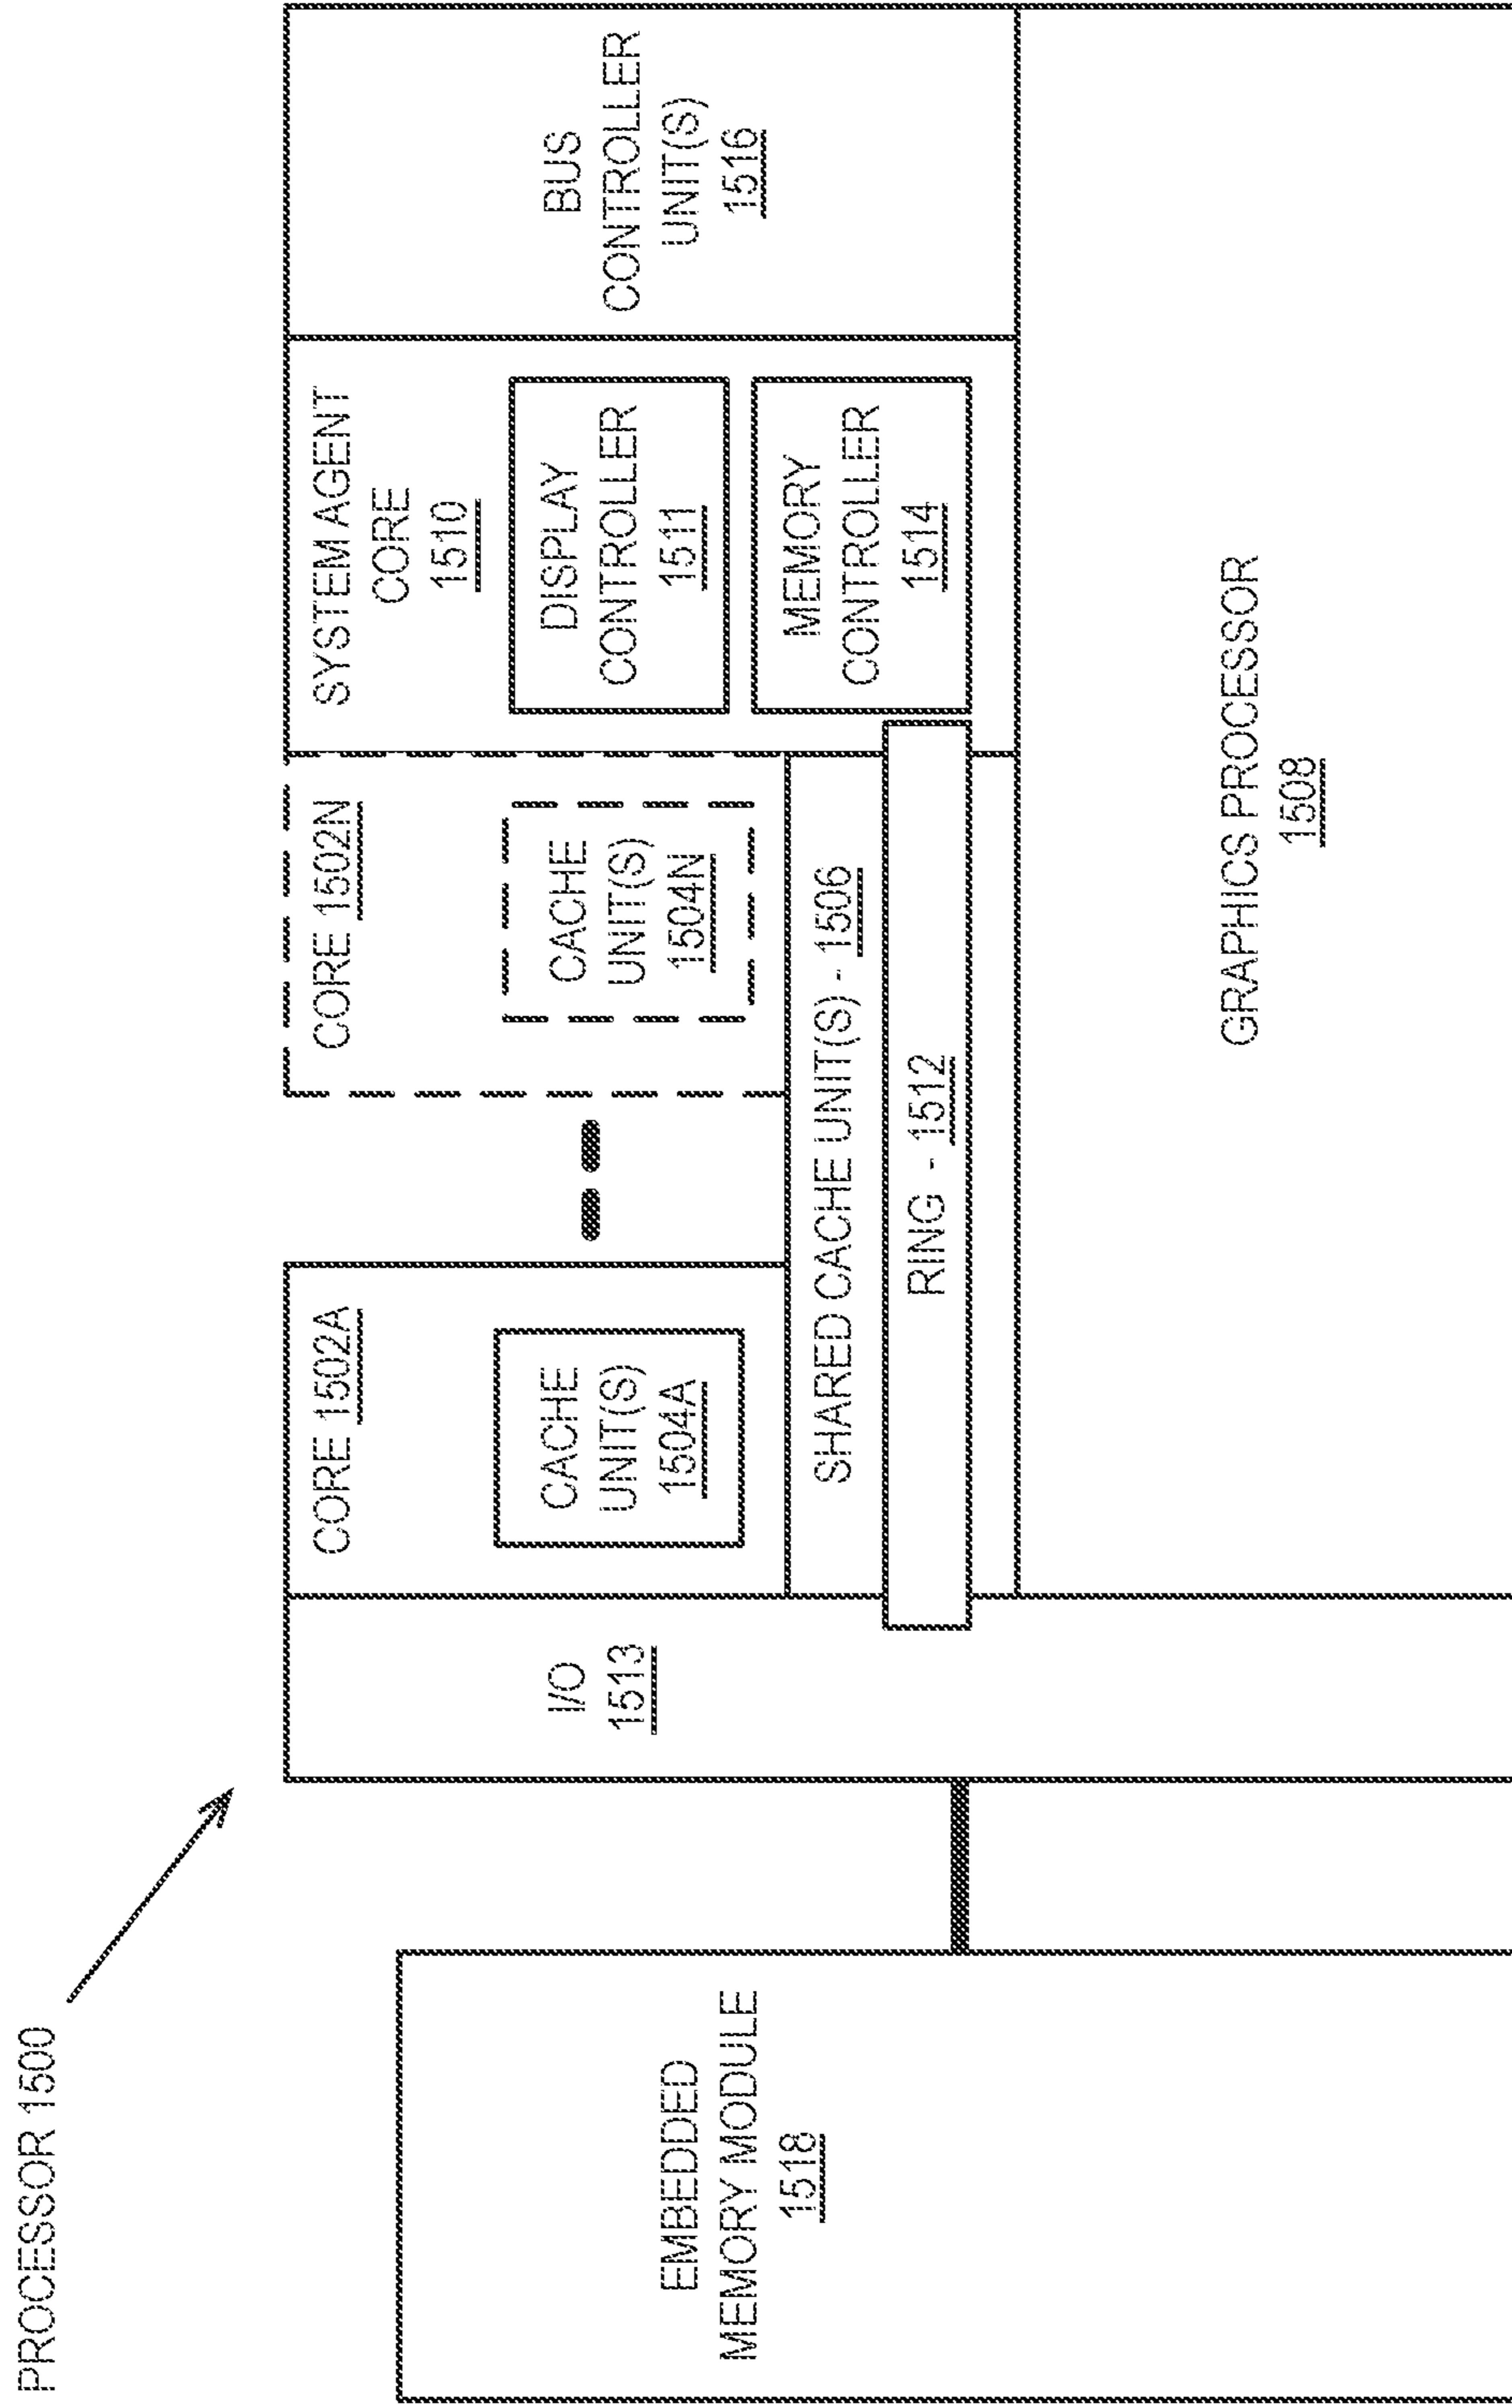 PROCESSOR 1500
EMBEDDED
MEMORY MODULE
1518
I/O
1513
CORE 1502A
CACHE
UNIT(S)
1504A
CORE 1502N
CACHE
UNIT(S)
1504N
SHARED CACHE UNIT(S) - 1506
RING - 1512
SYSTEM AGENT
CORE
1510
DISPLAY
CONTROLLER
1511
MEMORY
CONTROLLER
1514
BUS
CONTROLLER
UNIT(S)
1516
GRAPHICS PROCESSOR
1508